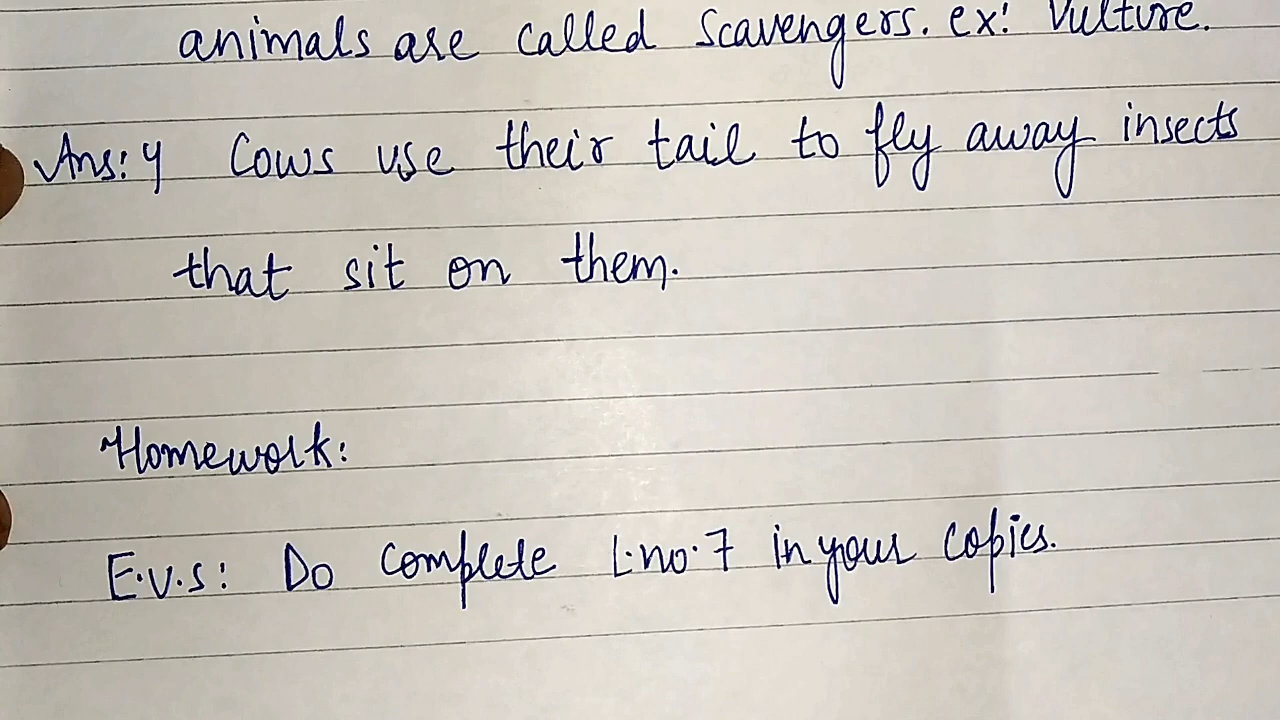 animals are called Scavengers. ex: Vulture.
Ans: 4 Cows use their tail to fly away insects
that sit on them.
Homework:
E.V.S: Do complete L.no.7 in your copies.